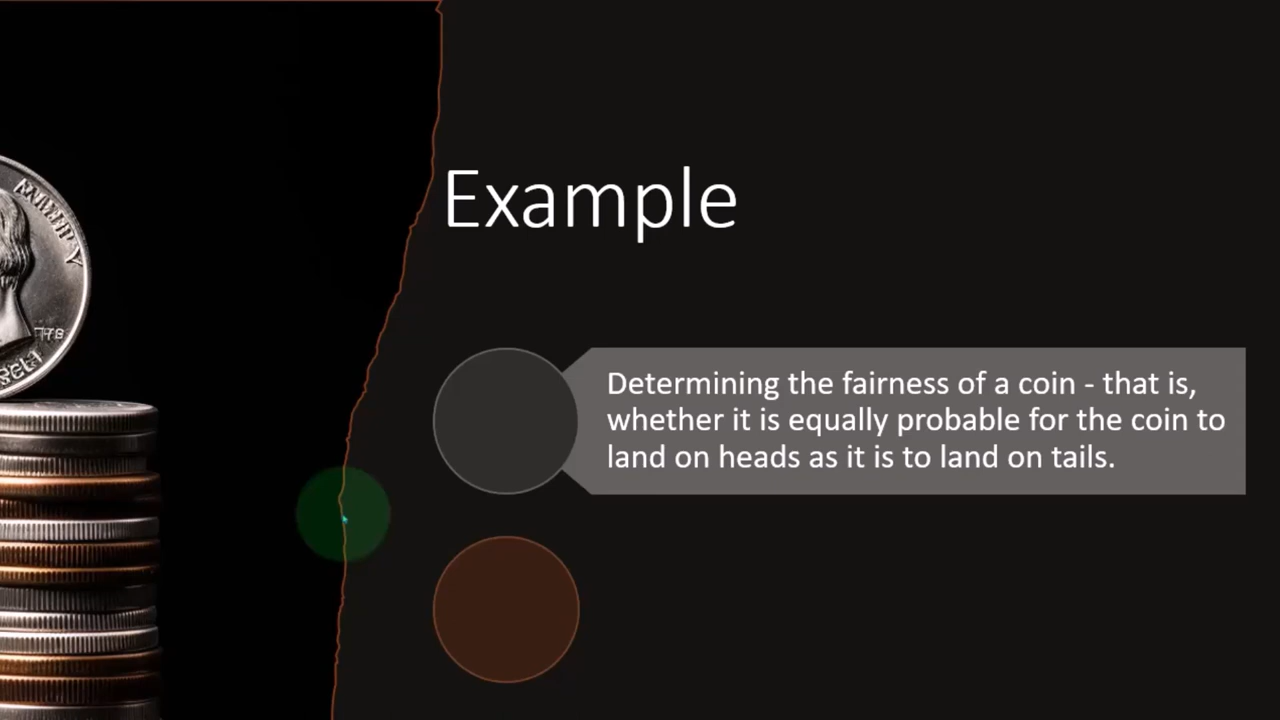 Example
Determining the fairness of a coin - that is,
whether it is equally probable for the coin to
land on heads as it is to land on tails.